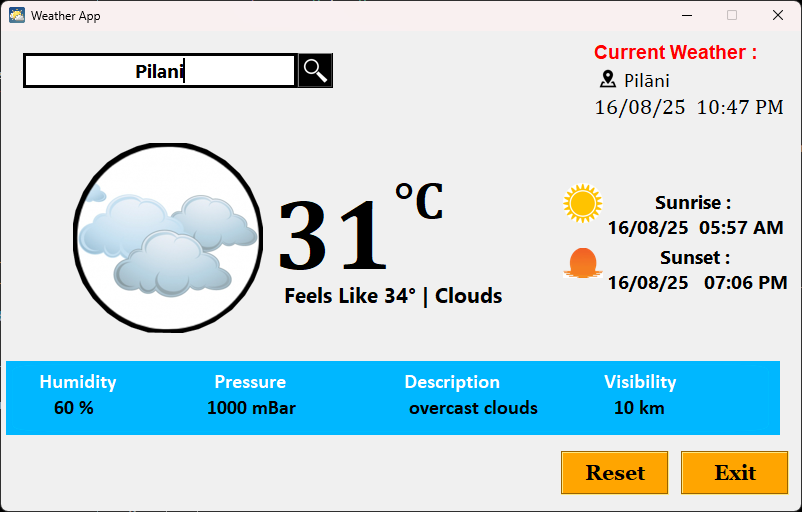 Weather App
Pilani
Current Weather :
Pilāni
16/08/25 10:47 PM
31°C
Feels Like 34° | Clouds
Sunrise :
16/08/25 05:57 AM
Sunset :
16/08/25 07:06 PM
Humidity Pressure Description Visibility
60 % 1000 mBar overcast clouds 10 km
Reset Exit